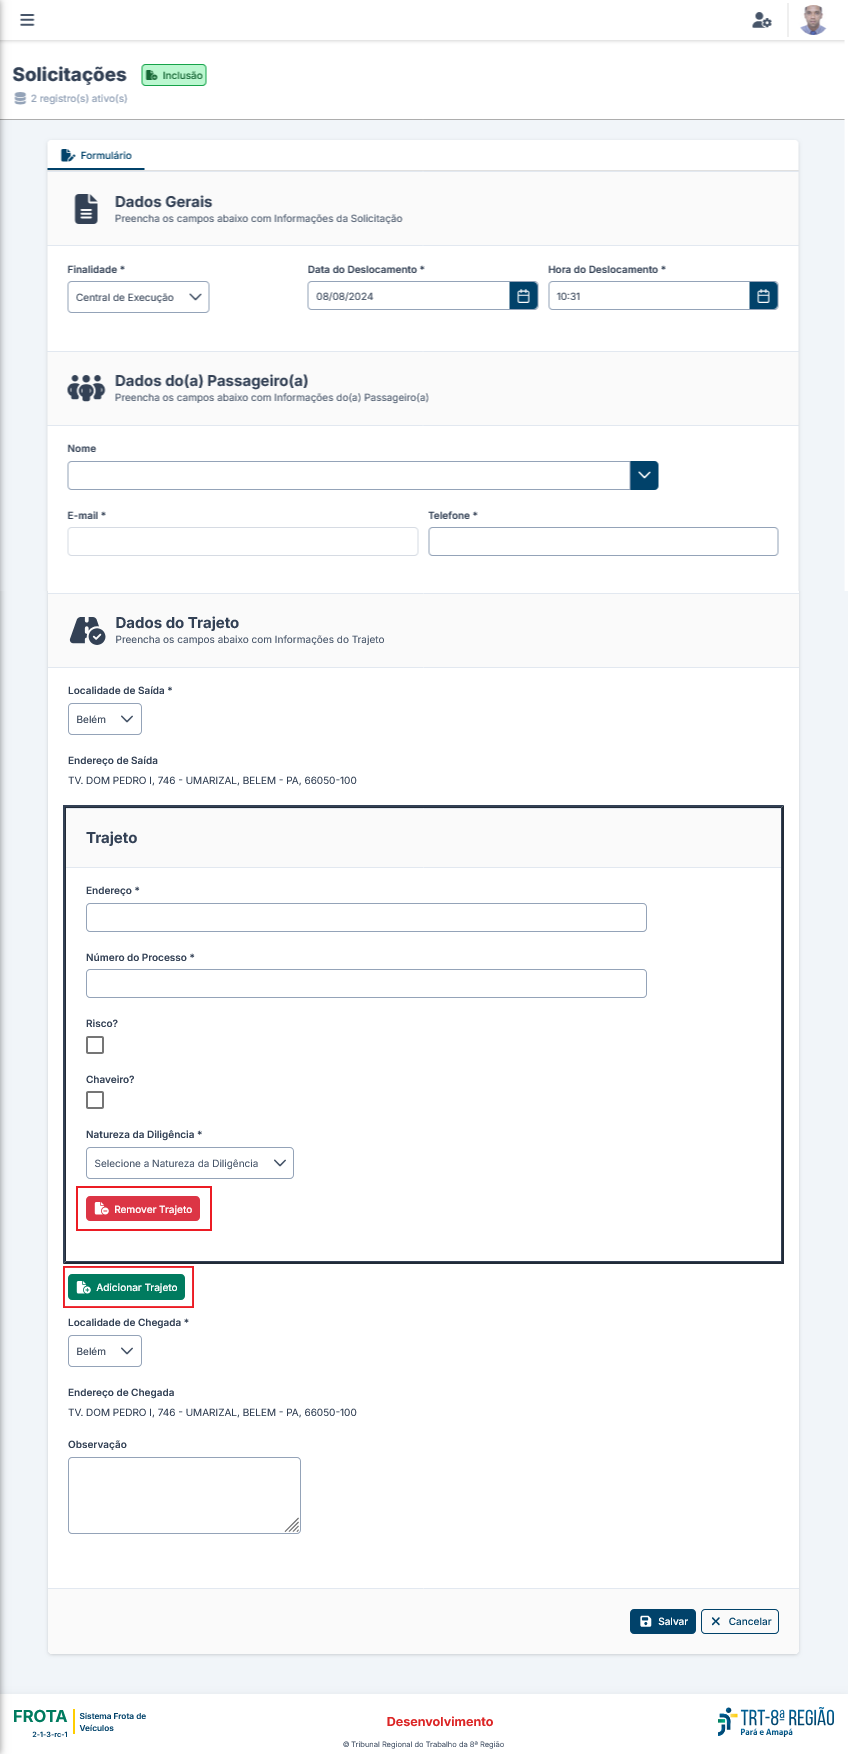 Solicitações
Inclusão
2 registro(s) ativo(s)
Formulário
Dados Gerais
Preencha os campos abaixo com Informações da Solicitação
Finalidade *
Data do Deslocamento *
Hora do Deslocamento *
Central de Execução
08/08/2024
10:31
Dados do(a) Passageiro(a)
Preencha os campos abaixo com Informações do(a) Passageiro(a)
Nome
E-mail *
Telefone *
Dados do Trajeto
Preencha os campos abaixo com Informações do Trajeto
Localidade de Saída *
Belém
Endereço de Saída
TV. DOM PEDRO I, 746 - UMARIZAL, BELEM - PA, 66050-100
Trajeto
Endereço *
Número do Processo *
Risco?
Chaveiro?
Natureza da Diligência *
Selecione a Natureza da Diligência
Remover Trajeto
Adicionar Trajeto
Localidade de Chegada *
Belém
Endereço de Chegada
TV. DOM PEDRO I, 746 - UMARIZAL, BELEM - PA, 66050-100
Observação
Salvar
Cancelar
FROTA
2-1-3-rc-1
Sistema Frota de
Veículos
Desenvolvimento
© Tribunal Regional do Trabalho da 8ª Região
TRT-8ª REGIÃO
Pará e Amapá